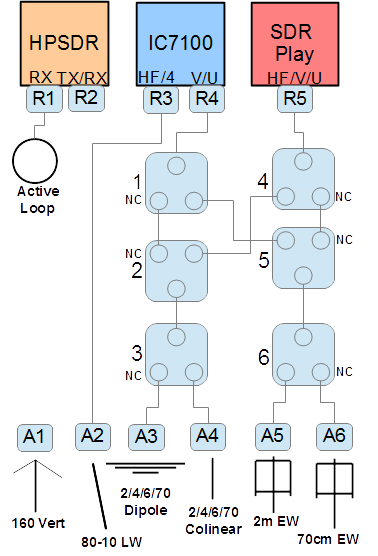 HPSDR
IC7100
SDR
Play
RX TX/RX
HF/4 V/U
HF/V/U
R1 R2 R3 R4 R5
Active
Loop
1
NC
4
NC
NC
2
5
NC
3
NC
6
NC
A1 A2 A3 A4 A5 A6
160 Vert
80-10 LW
2/4/6/70
Dipole
2/4/6/70
Colinear
2m EW
70cm EW